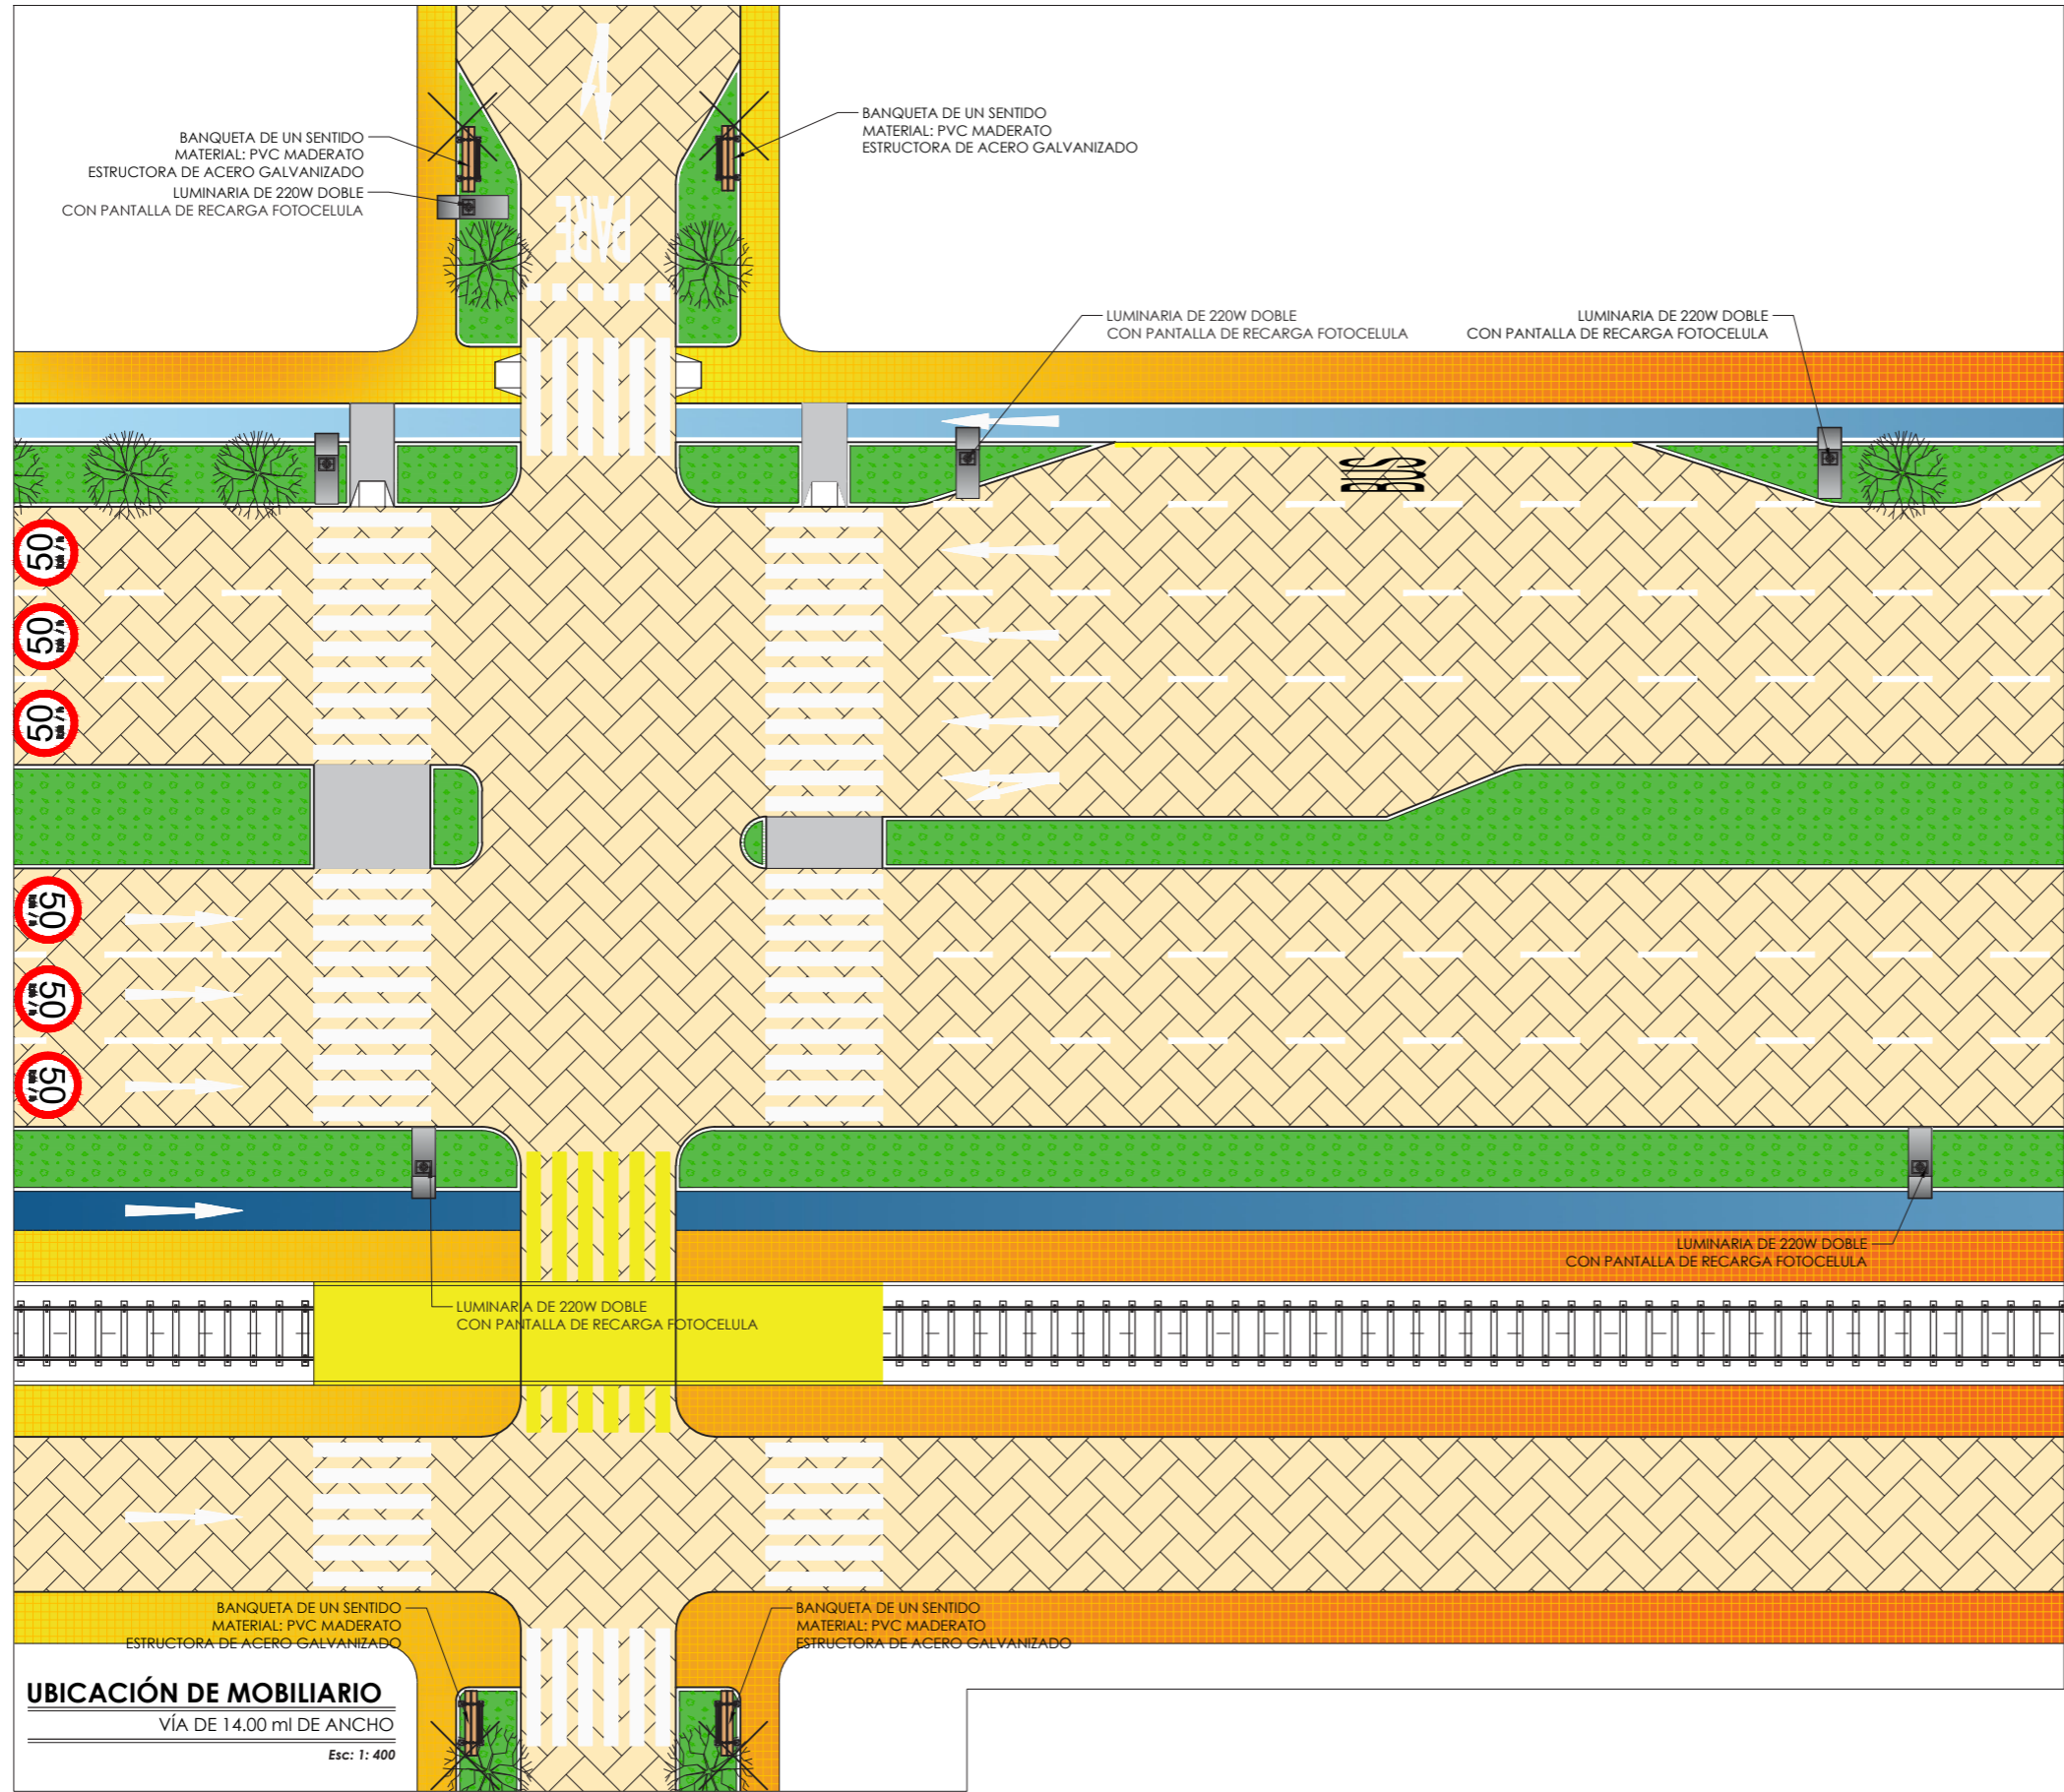 BANQUETA DE UN SENTIDO
MATERIAL: PVC MADERATO
ESTRUCTORA DE ACERO GALVANIZADO
LUMINARIA DE 220W DOBLE
CON PANTALLA DE RECARGA FOTOCELULA
BANQUETA DE UN SENTIDO
MATERIAL: PVC MADERATO
ESTRUCTORA DE ACERO GALVANIZADO
PARE
LUMINARIA DE 220W DOBLE
CON PANTALLA DE RECARGA FOTOCELULA
LUMINARIA DE 220W DOBLE
CON PANTALLA DE RECARGA FOTOCELULA
BUS
50
50
50
50
50
50
LUMINARIA DE 220W DOBLE
CON PANTALLA DE RECARGA FOTOCELULA
LUMINARIA DE 220W DOBLE
CON PANTALLA DE RECARGA FOTOCELULA
BANQUETA DE UN SENTIDO
MATERIAL: PVC MADERATO
ESTRUCTORA DE ACERO GALVANIZADO
BANQUETA DE UN SENTIDO
MATERIAL: PVC MADERATO
ESTRUCTORA DE ACERO GALVANIZADO
UBICACIÓN DE MOBILIARIO
VÍA DE 14.00 ml DE ANCHO
Esc: 1: 400